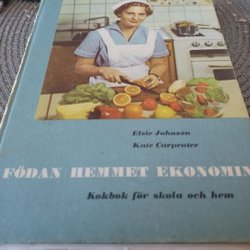 Elsie Johnson
Kate Carpenter
FÖDAN HEMMET EKONOMIN
Kokbok för skola och hem